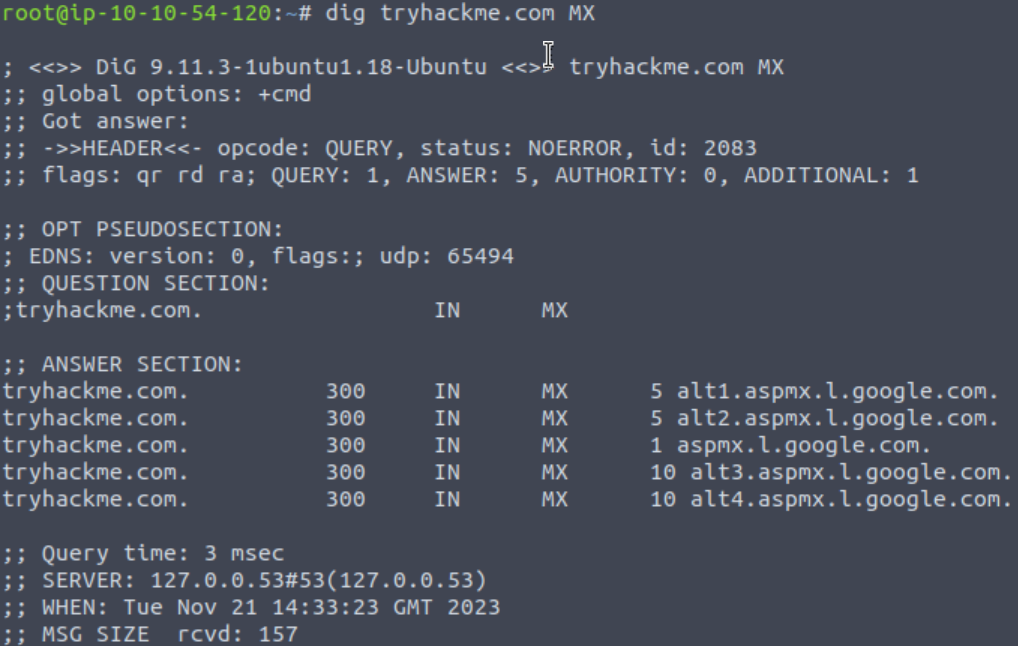 root@ip-10-10-54-120:~# dig tryhackme.com MX
; <<>> DiG 9.11.3-1ubuntu1.18-Ubuntu <<>> tryhackme.com MX
;; global options: +cmd
;; Got answer:
;; ->>HEADER<<- opcode: QUERY, status: NOERROR, id: 2083
;; flags: qr rd ra; QUERY: 1, ANSWER: 5, AUTHORITY: 0, ADDITIONAL: 1
;; OPT PSEUDOSECTION:
; EDNS: version: 0, flags:; udp: 65494
;; QUESTION SECTION:
;tryhackme.com. IN MX
;; ANSWER SECTION:
tryhackme.com. 300 IN MX 5 alt1.aspmx.l.google.com.
tryhackme.com. 300 IN MX 5 alt2.aspmx.l.google.com.
tryhackme.com. 300 IN MX 1 aspmx.l.google.com.
tryhackme.com. 300 IN MX 10 alt3.aspmx.l.google.com.
tryhackme.com. 300 IN MX 10 alt4.aspmx.l.google.com.
;; Query time: 3 msec
;; SERVER: 127.0.0.53#53(127.0.0.53)
;; WHEN: Tue Nov 21 14:33:23 GMT 2023
;; MSG SIZE rcvd: 157